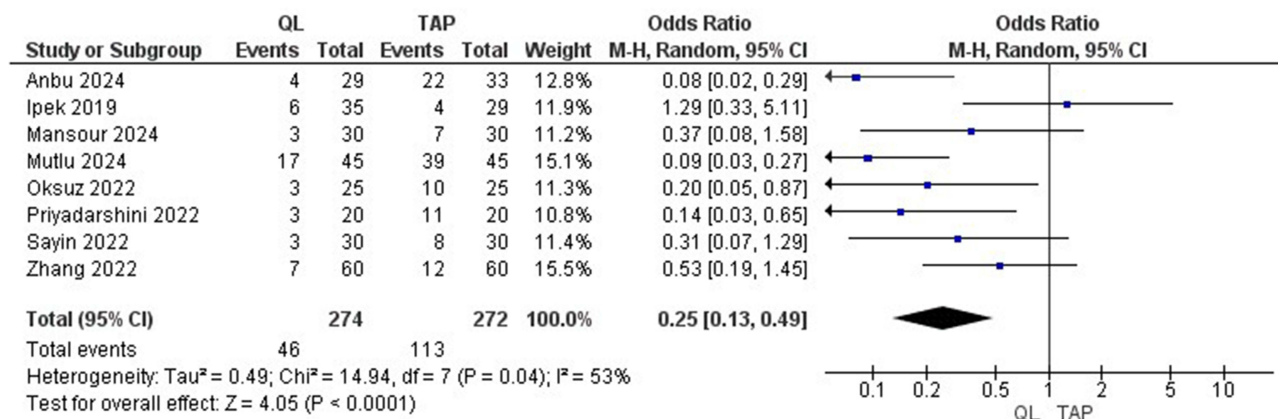 QL TAP Odds Ratio Odds Ratio
Study or Subgroup Events Total Events Total Weight M-H, Random, 95% CI M-H, Random, 95% CI
Anbu 2024 4 29 22 33 12.8% 0.08 [0.02, 0.29]
Ipek 2019 6 35 4 29 11.9% 1.29 [0.33, 5.11]
Mansour 2024 3 30 7 30 11.2% 0.37 [0.08, 1.58]
Mutlu 2024 17 45 39 45 15.1% 0.09 [0.03, 0.27]
Oksuz 2022 3 25 10 25 11.3% 0.20 [0.05, 0.87]
Priyadarshini 2022 3 20 11 20 10.8% 0.14 [0.03, 0.65]
Sayin 2022 3 30 8 30 11.4% 0.31 [0.07, 1.29]
Zhang 2022 7 60 12 60 15.5% 0.53 [0.19, 1.45]
Total (95% CI) 274 272 100.0% 0.25 [0.13, 0.49]
Total events 46 113
Heterogeneity: Tau² = 0.49; Chi² = 14.94, df = 7 (P = 0.04); I² = 53%
Test for overall effect: Z = 4.05 (P < 0.0001)
0.1 0.2 0.5 1 2 5 10
QL TAP